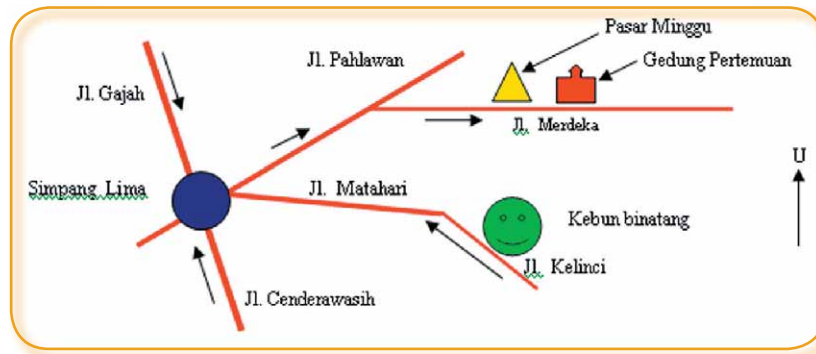 Pasar Minggu
Jl. Pahlawan
Gedung Pertemuan
Jl. Gajah
Jl. Merdeka
U
Simpang Lima
Jl. Matahari
Kebun binatang
Jl. Kelinci
Jl. Cenderawasih